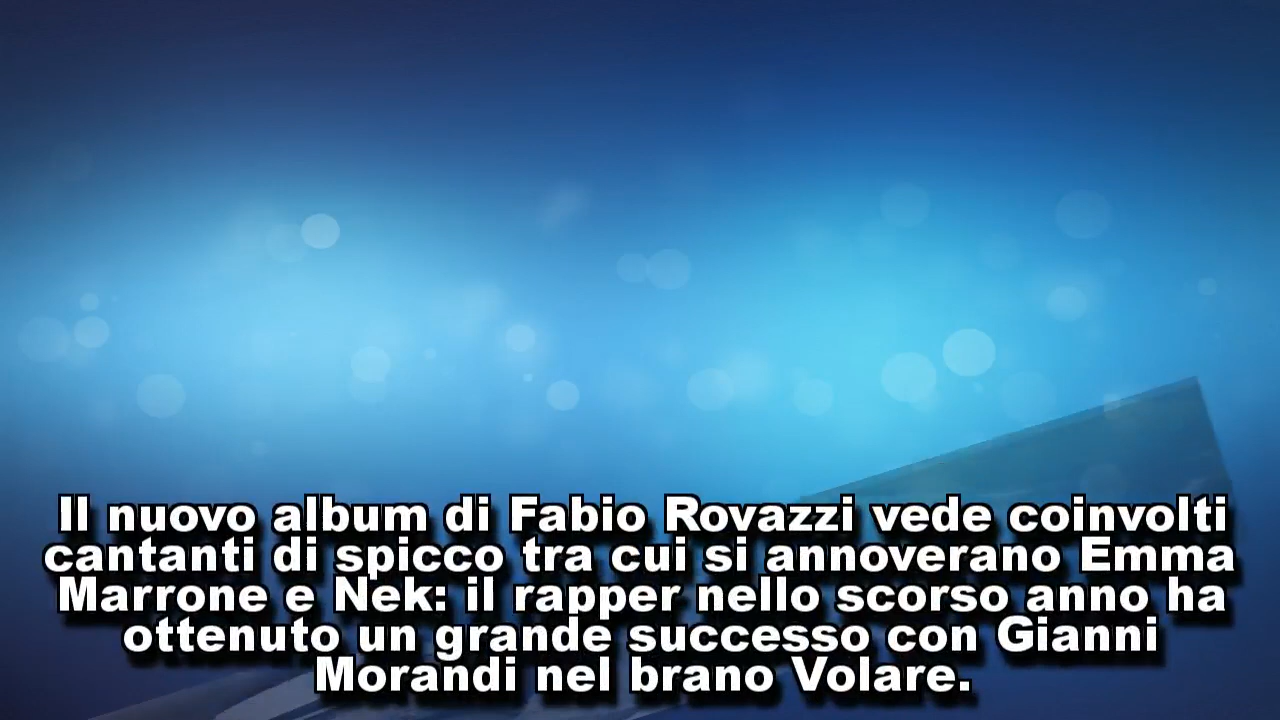 Il nuovo album di Fabio Rovazzi vede coinvolti
cantanti di spicco tra cui si annoverano Emma
Marrone e Nek: il rapper nello scorso anno ha
ottenuto un grande successo con Gianni
Morandi nel brano Volare.